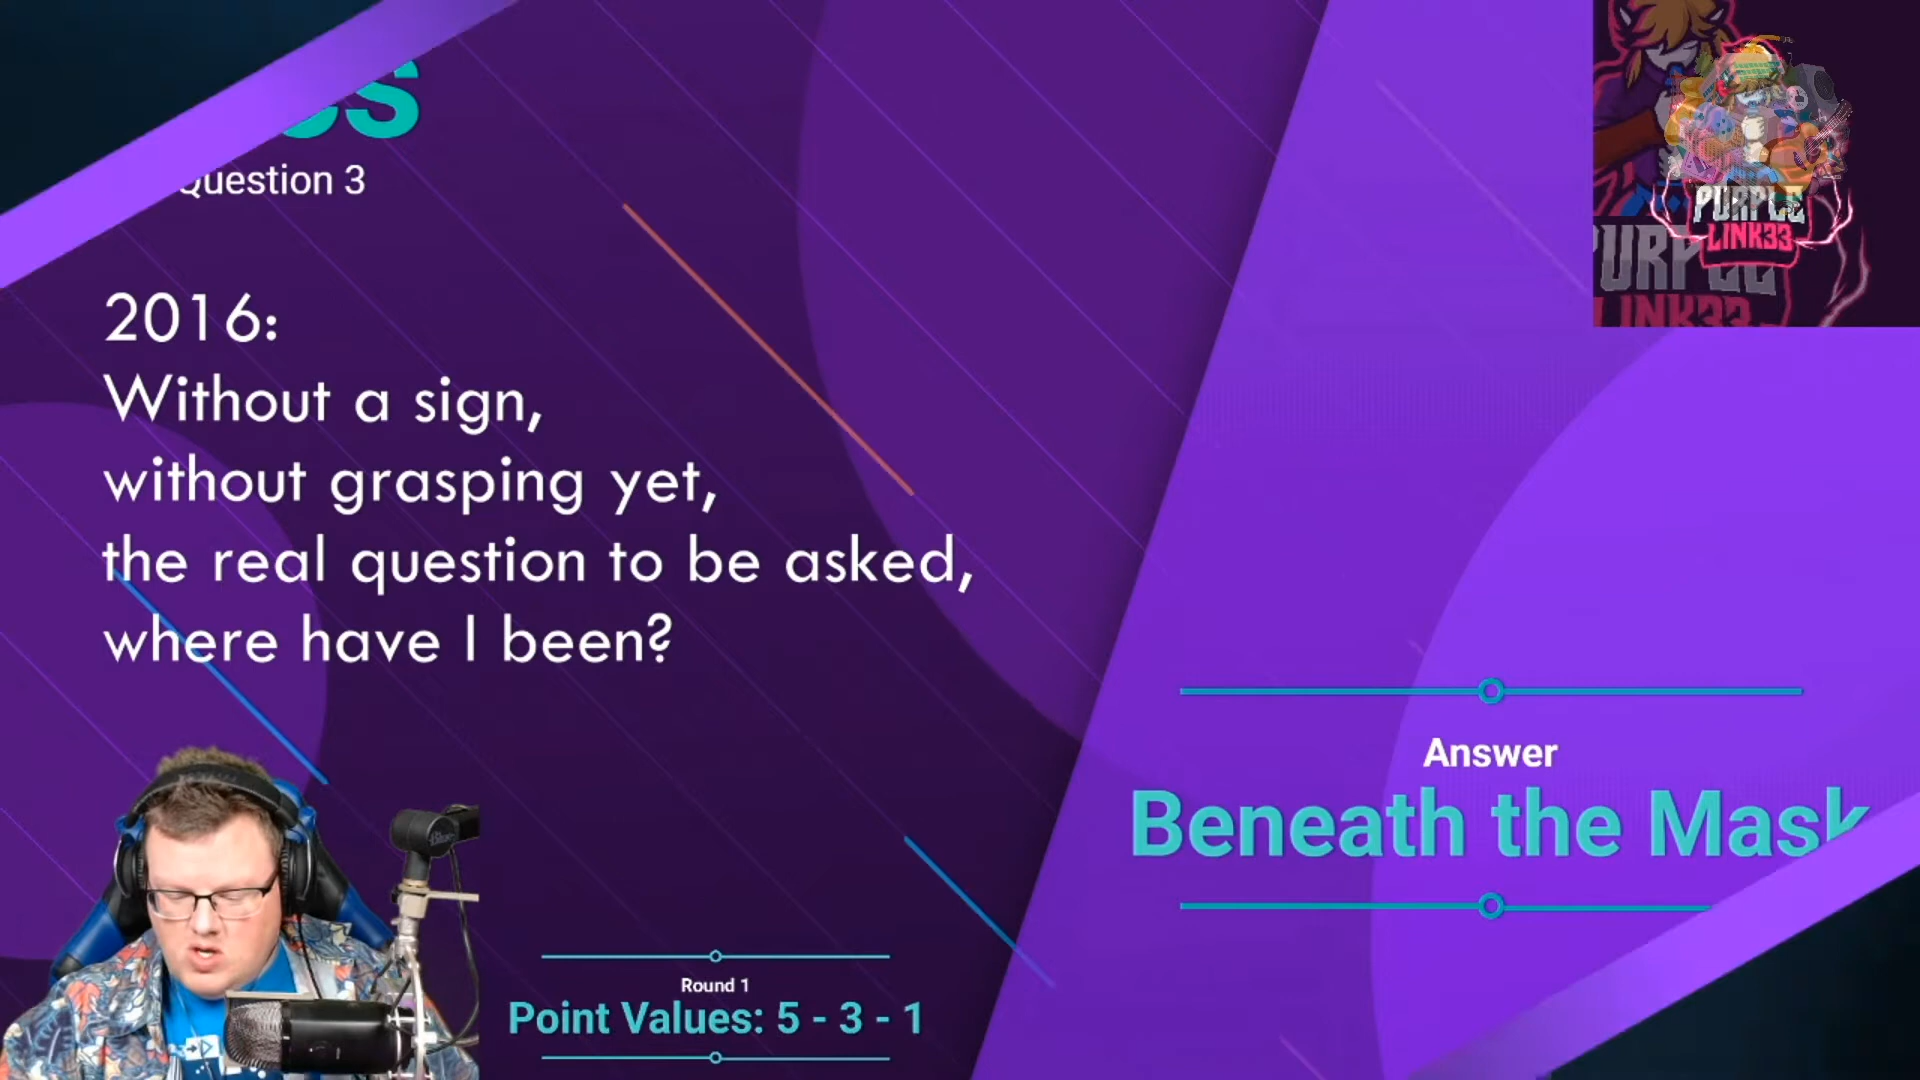 Question 3
2016:
Without a sign,
without grasping yet,
the real question to be asked,
where have I been?
Answer
Beneath the Mask
Round 1
Point Values: 5 - 3 - 1
PURPLE
LINK33